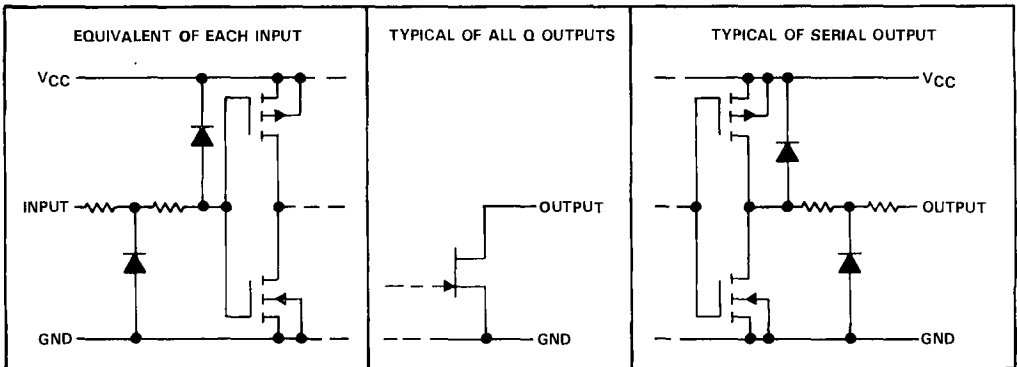 EQUIVALENT OF EACH INPUT
VCC
INPUT
GND
TYPICAL OF ALL Q OUTPUTS
OUTPUT
GND
TYPICAL OF SERIAL OUTPUT
VCC
OUTPUT
GND